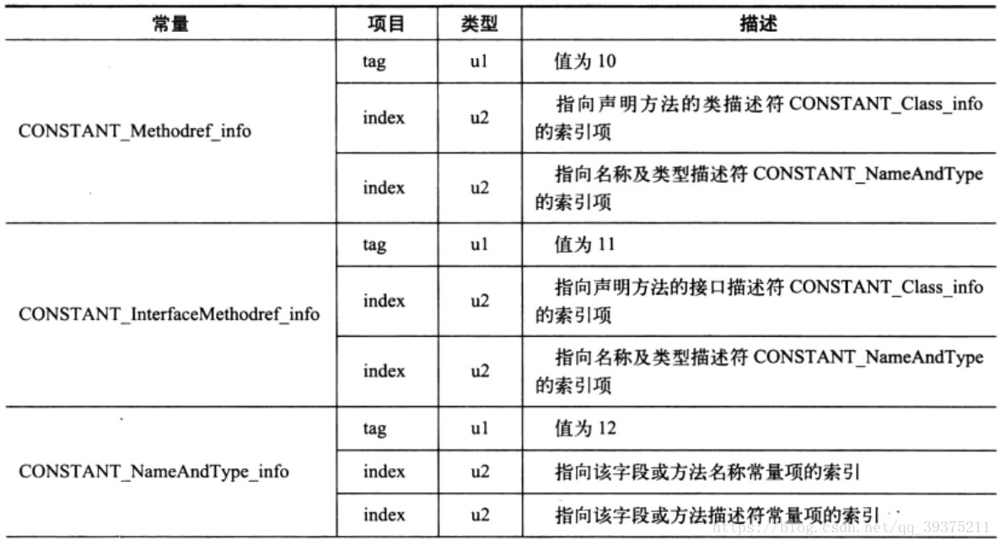 常量 项目 类型 描述
CONSTANT_Methodref_info tag u1 值为 10
index u2 指向声明方法的类描述符 CONSTANT_Class_info
的索引项
index u2 指向名称及类型描述符 CONSTANT_NameAndType
的索引项
CONSTANT_InterfaceMethodref_info tag u1 值为 11
index u2 指向声明方法的接口描述符 CONSTANT_Class_info
的索引项
index u2 指向名称及类型描述符 CONSTANT_NameAndType
的索引项
CONSTANT_NameAndType_info tag u1 值为 12
index u2 指向该字段或方法名称常量项的索引
index u2 指向该字段或方法描述符常量项的索引
https://blog.csdn.net/qq_39375211